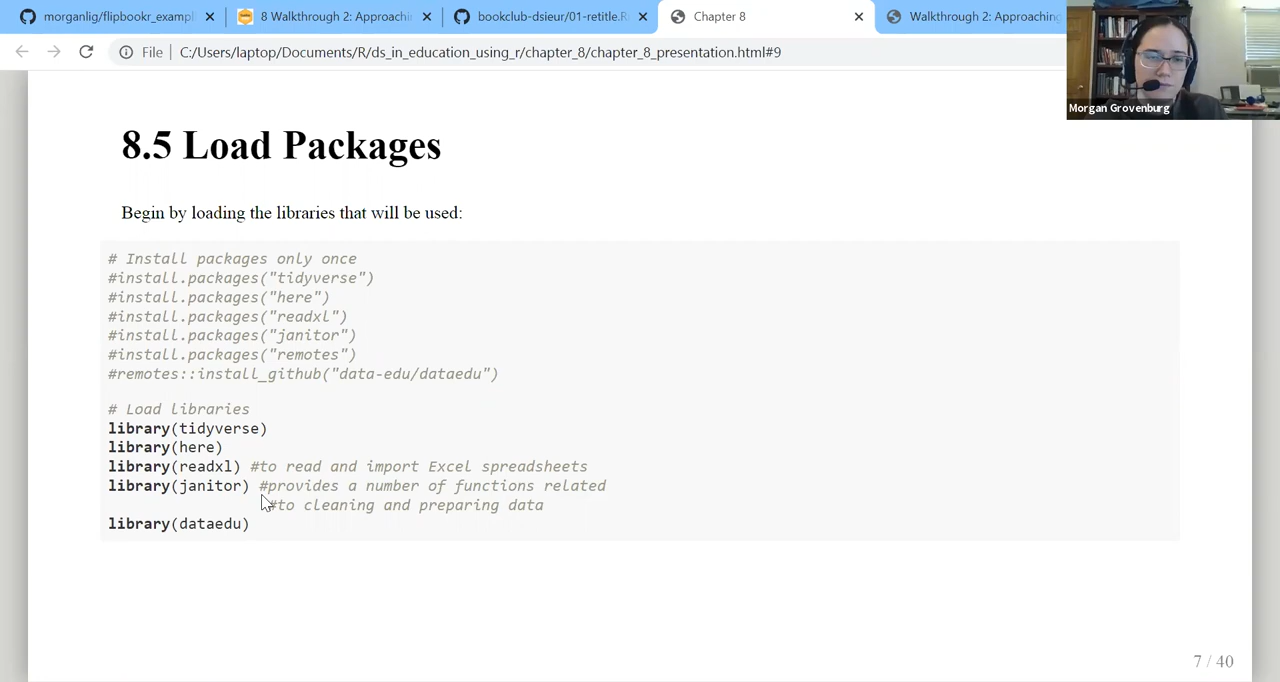 morganlig/flipbookr_exampl
8 Walkthrough 2: Approachi
bookclub-dsieur/01-retitle.R
Chapter 8
Walkthrough 2: Approaching
File
C:/Users/laptop/Documents/R/ds_in_education_usng_r/chapter_8/chapter_8_presentation.html#9
Morgan Grovenburg
8.5 Load Packages
Begin by loading the libraries that will be used:
# Install packages only once
#install.packages("tidyverse")
#install.packages("here")
#install.packages("readxl")
#install.packages("janitor")
#install.packages("remotes")
#remotes::install_github("data-edu/dataedu")
# Load libraries
library(tidyverse)
library(here)
library(readxl) #to read and import Excel spreadsheets
library(janitor) #provides a number of functions related
#to cleaning and preparing data
library(dataedu)
7 / 40